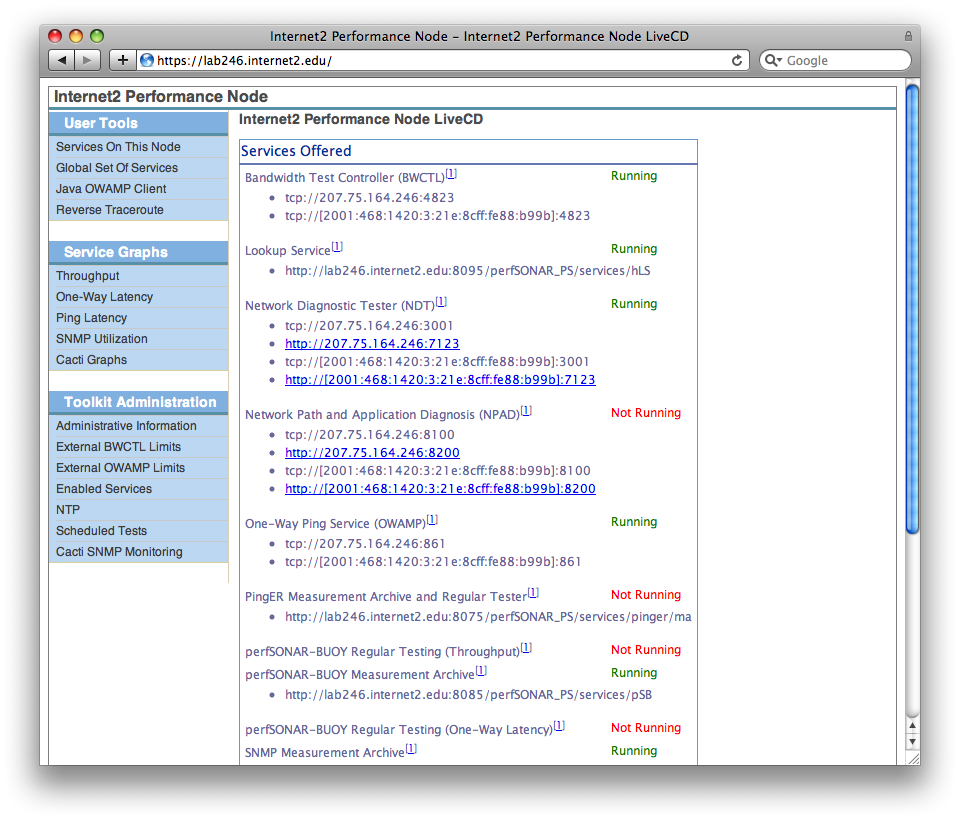 Internet2 Performance Node – Internet2 Performance Node LiveCD
https://lab246.internet2.edu/
Google
Internet2 Performance Node
User Tools
Services On This Node
Global Set Of Services
Java OWAMP Client
Reverse Traceroute
Service Graphs
Throughput
One-Way Latency
Ping Latency
SNMP Utilization
Cacti Graphs
Toolkit Administration
Administrative Information
External BWCTL Limits
External OWAMP Limits
Enabled Services
NTP
Scheduled Tests
Cacti SNMP Monitoring
Internet2 Performance Node LiveCD
Services Offered
Bandwidth Test Controller (BWCTL)[1] Running
• tcp://207.75.164.246:4823
• tcp://[2001:468:1420:3:21e:8cff:fe88:b99b]:4823
Lookup Service[1] Running
• http://lab246.internet2.edu:8095/perfSONAR_PS/services/hLS
Network Diagnostic Tester (NDT)[1] Running
• tcp://207.75.164.246:3001
• http://207.75.164.246:7123
• tcp://[2001:468:1420:3:21e:8cff:fe88:b99b]:3001
• http://[2001:468:1420:3:21e:8cff:fe88:b99b]:7123
Network Path and Application Diagnosis (NPAD)[1] Not Running
• tcp://207.75.164.246:8100
• http://207.75.164.246:8200
• tcp://[2001:468:1420:3:21e:8cff:fe88:b99b]:8100
• http://[2001:468:1420:3:21e:8cff:fe88:b99b]:8200
One-Way Ping Service (OWAMP)[1] Running
• tcp://207.75.164.246:861
• tcp://[2001:468:1420:3:21e:8cff:fe88:b99b]:861
PingER Measurement Archive and Regular Tester[1] Not Running
• http://lab246.internet2.edu:8075/perfSONAR_PS/services/pinger/ma
perfSONAR-BUOY Regular Testing (Throughput)[1] Not Running
perfSONAR-BUOY Measurement Archive[1] Running
• http://lab246.internet2.edu:8085/perfSONAR_PS/services/pSB
perfSONAR-BUOY Regular Testing (One-Way Latency)[1] Not Running
SNMP Measurement Archive[1] Running